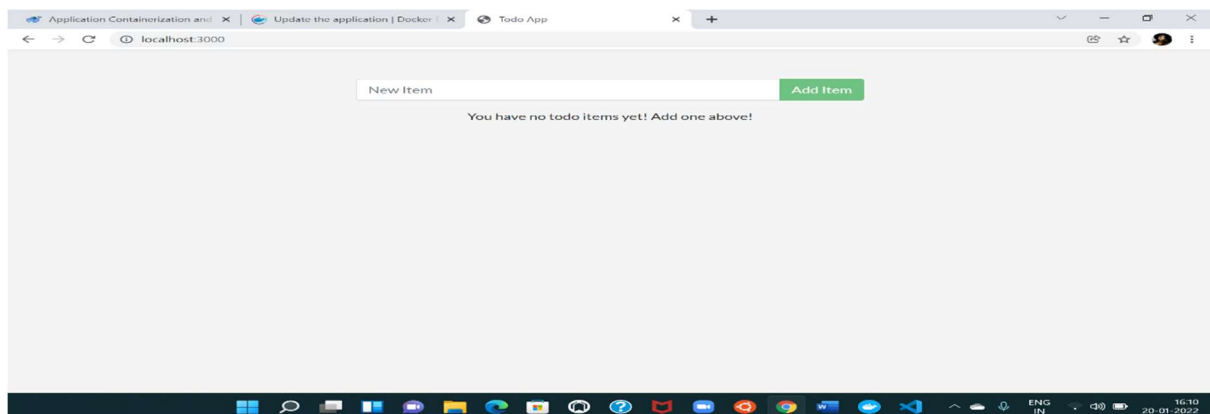 Application Containerization and
Update the application | Docker
Todo App
localhost:3000
New Item
Add Item
You have no todo items yet! Add one above!
ENG
IN
16:10
20-01-2022